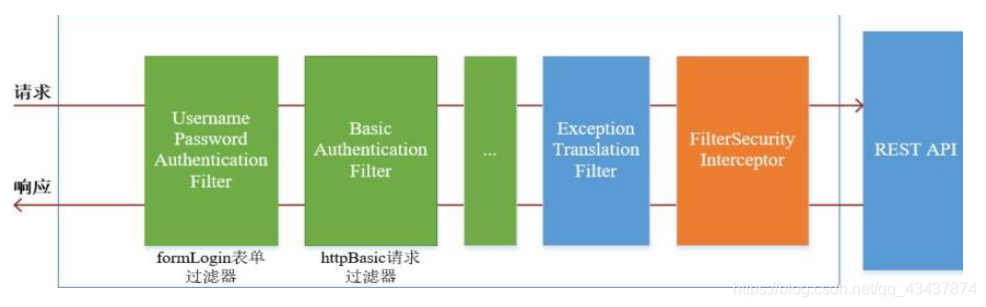 请求
响应
Username
Password
Authentication
Filter
Basic
Authentication
Filter
...
Exception
Translation
Filter
FilterSecurity
Interceptor
REST API
formLogin表单
过滤器
httpBasic请求
过滤器
https://blog.csdn.net/qq_43437874